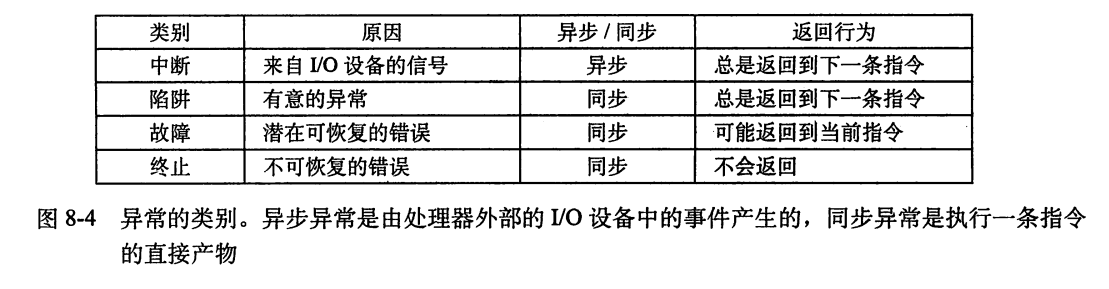 类别 原因 异步 / 同步 返回行为
中断 来自 I/O 设备的信号 异步 总是返回到下一条指令
陷阱 有意的异常 同步 总是返回到下一条指令
故障 潜在可恢复的错误 同步 可能返回到当前指令
终止 不可恢复的错误 同步 不会返回
图 8-4 异常的类别。异步异常是由处理器外部的 I/O 设备中的事件产生的，同步异常是执行一条指令
的直接产物